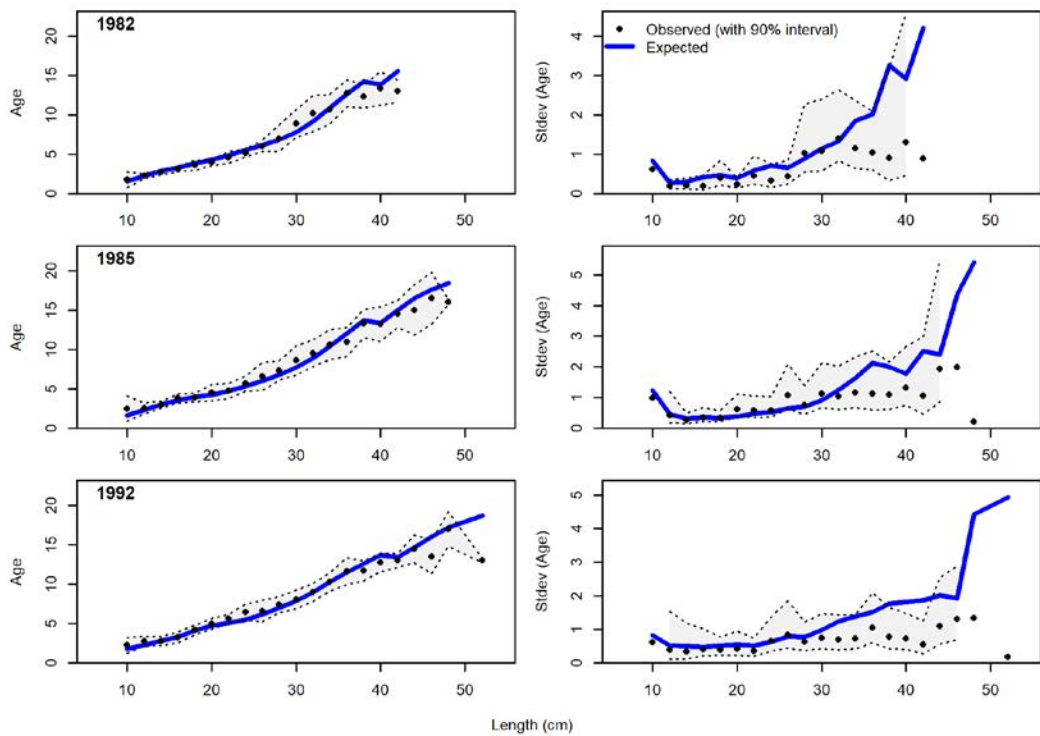 1982
Age
0 5 10 15 20
10 20 30 40 50
Observed (with 90% interval)
Expected
Stdev (Age)
0 1 2 3 4
10 20 30 40 50
1985
Age
0 5 10 15 20
10 20 30 40 50
Stdev (Age)
0 1 2 3 4 5
10 20 30 40 50
1992
Age
0 5 10 15 20
10 20 30 40 50
Stdev (Age)
0 1 2 3 4 5
10 20 30 40 50
Length (cm)